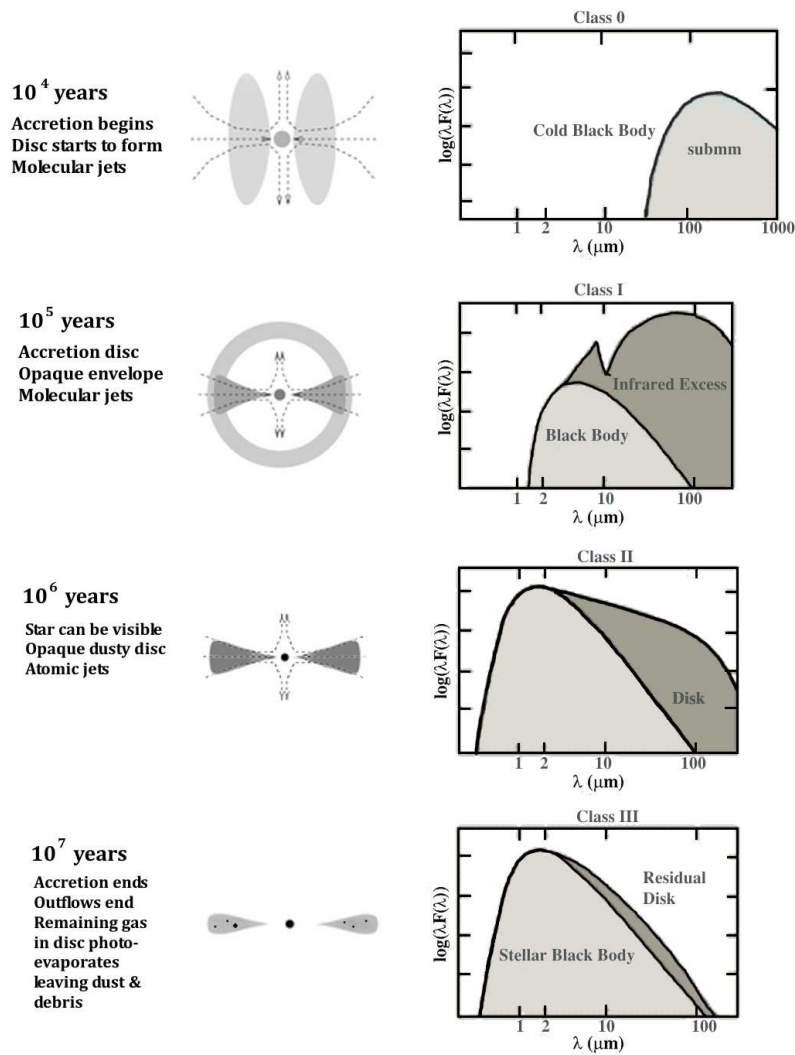 Class 0
10^4 years
Accretion begins
Disc starts to form
Molecular jets
log(λF(λ))
Cold Black Body
submm
1 2 10 100 1000
λ (μm)
Class I
10^5 years
Accretion disc
Opaque envelope
Molecular jets
log(λF(λ))
Infrared Excess
Black Body
1 2 10 100
λ (μm)
Class II
10^6 years
Star can be visible
Opaque dusty disc
Atomic jets
log(λF(λ))
Disk
1 2 10 100
λ (μm)
Class III
10^7 years
Accretion ends
Outflows end
Remaining gas
in disc photo-
evaporates
leaving dust &
debris
log(λF(λ))
Residual
Disk
Stellar Black Body
1 2 10 100
λ (μm)